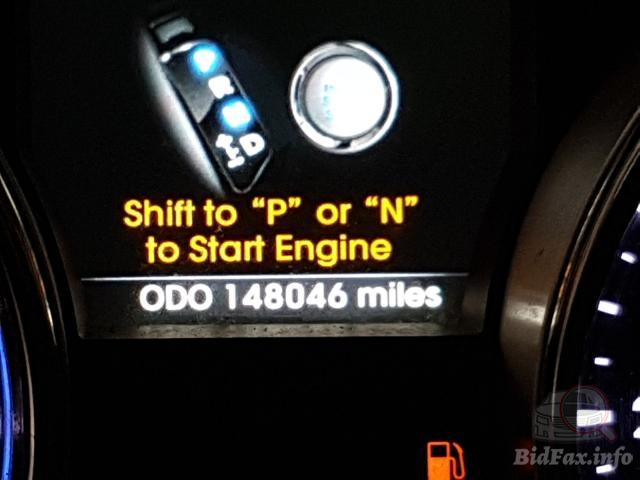 P
R
N
D
+
-
Shift to “P” or “N”
to Start Engine
ODO 148046 miles
BidFax.info